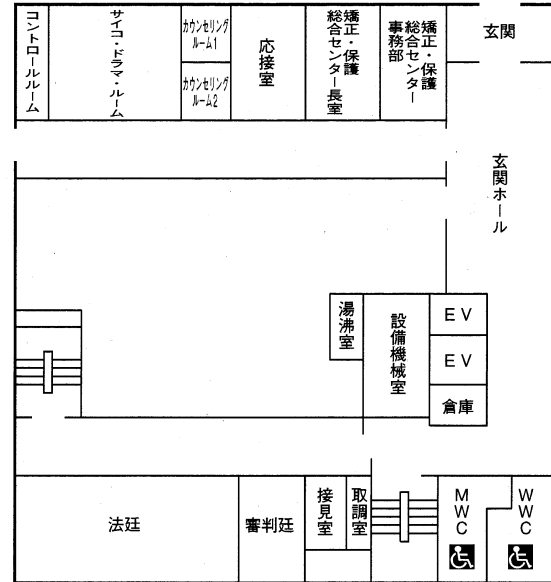 コントロールルーム
サイコ・ドラマ・ルーム
カウンセリング
ルーム1
カウンセリング
ルーム2
応接室
矯正・保護
総合センター長室
矯正・保護
総合センター
事務部
玄関
玄関ホール
湯沸室
設備機械室
EV
EV
倉庫
法廷
審判廷
接見室
取調室
MWC
WWC